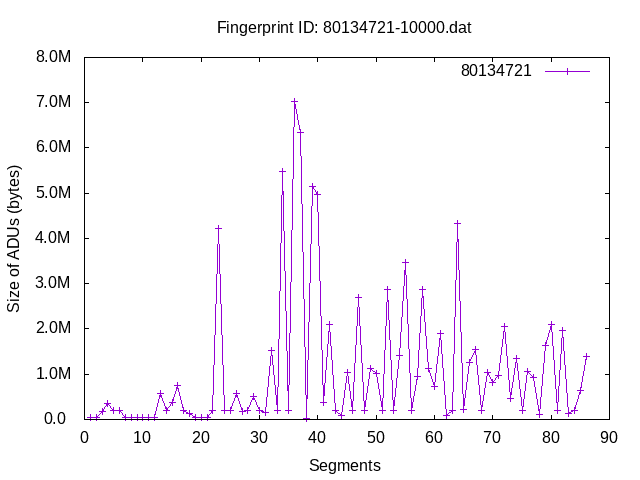 Fingerprint ID: 80134721-10000.dat
80134721
8.0M
7.0M
6.0M
5.0M
4.0M
3.0M
2.0M
1.0M
0.0
Size of ADUs (bytes)
0 10 20 30 40 50 60 70 80 90
Segments